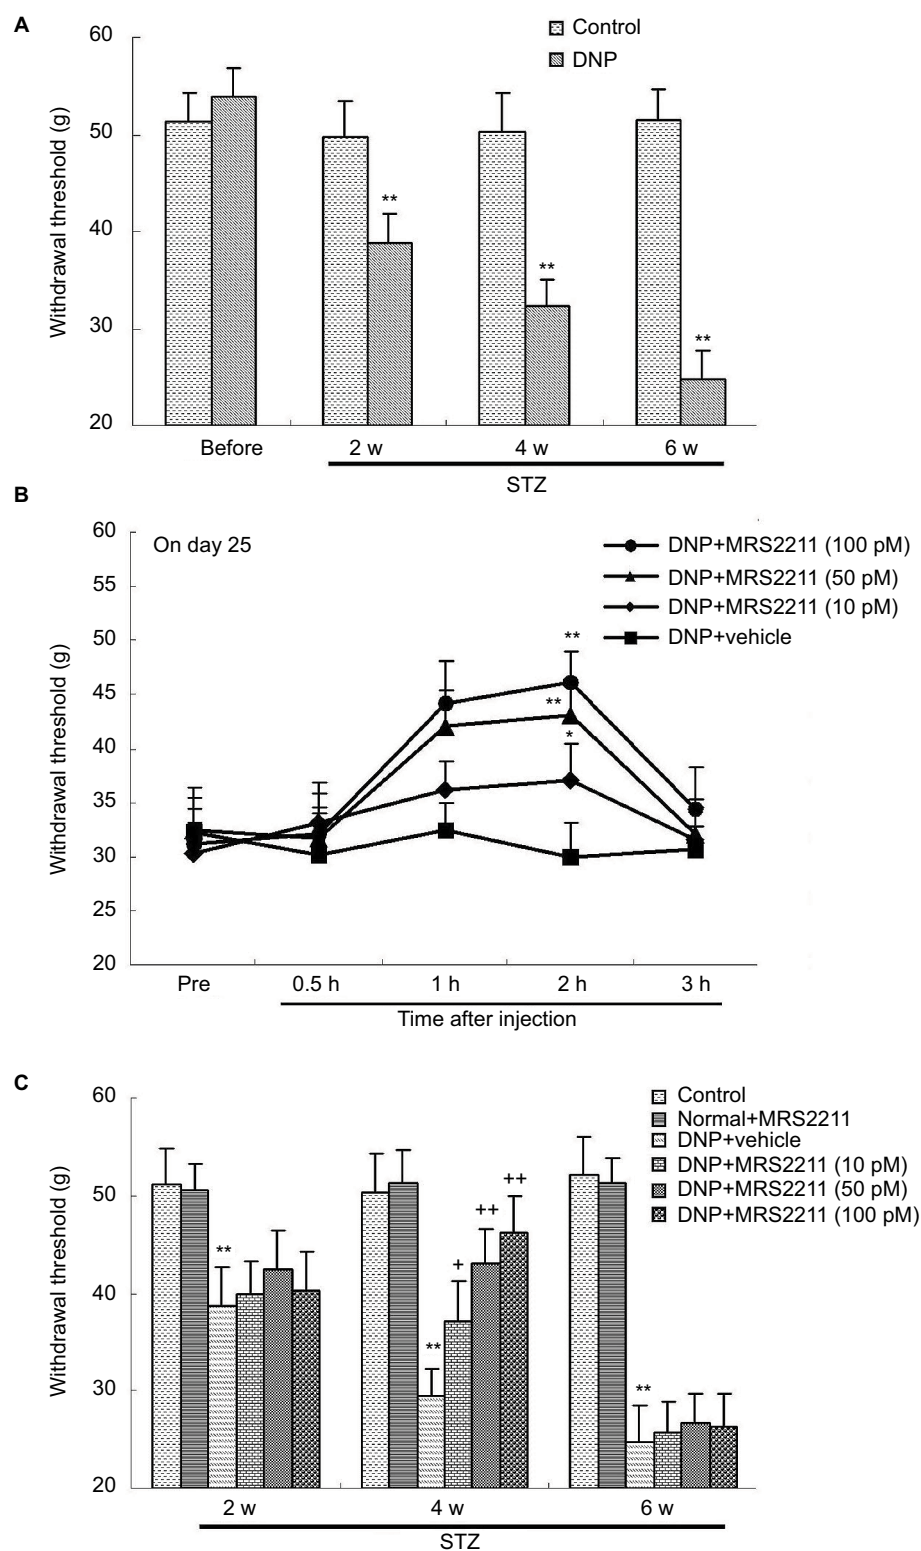 A
60
50
40
30
20
Withdrawal threshold (g)
Control
DNP
**
**
**
Before
2 w
4 w
6 w
STZ
B
60
55
50
45
40
35
30
25
20
Withdrawal threshold (g)
On day 25
DNP+MRS2211 (100 pM)
DNP+MRS2211 (50 pM)
DNP+MRS2211 (10 pM)
DNP+vehicle
**
**
*
Pre
0.5 h
1 h
2 h
3 h
Time after injection
C
60
50
40
30
20
Withdrawal threshold (g)
Control
Normal+MRS2211
DNP+vehicle
DNP+MRS2211 (10 pM)
DNP+MRS2211 (50 pM)
DNP+MRS2211 (100 pM)
**
**
+
++
++
**
2 w
4 w
6 w
STZ